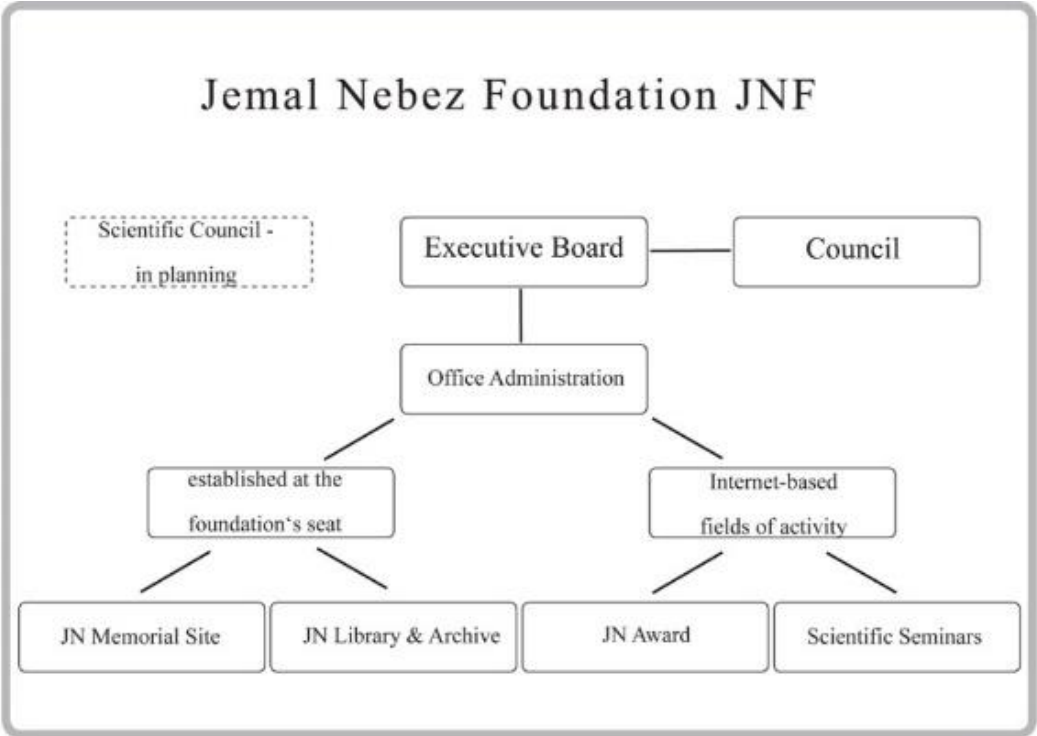 Jemal Nebez Foundation JNF
Scientific Council -
in planning
Executive Board
Council
Office Administration
established at the
foundation‘s seat
Internet-based
fields of activity
JN Memorial Site
JN Library & Archive
JN Award
Scientific Seminars